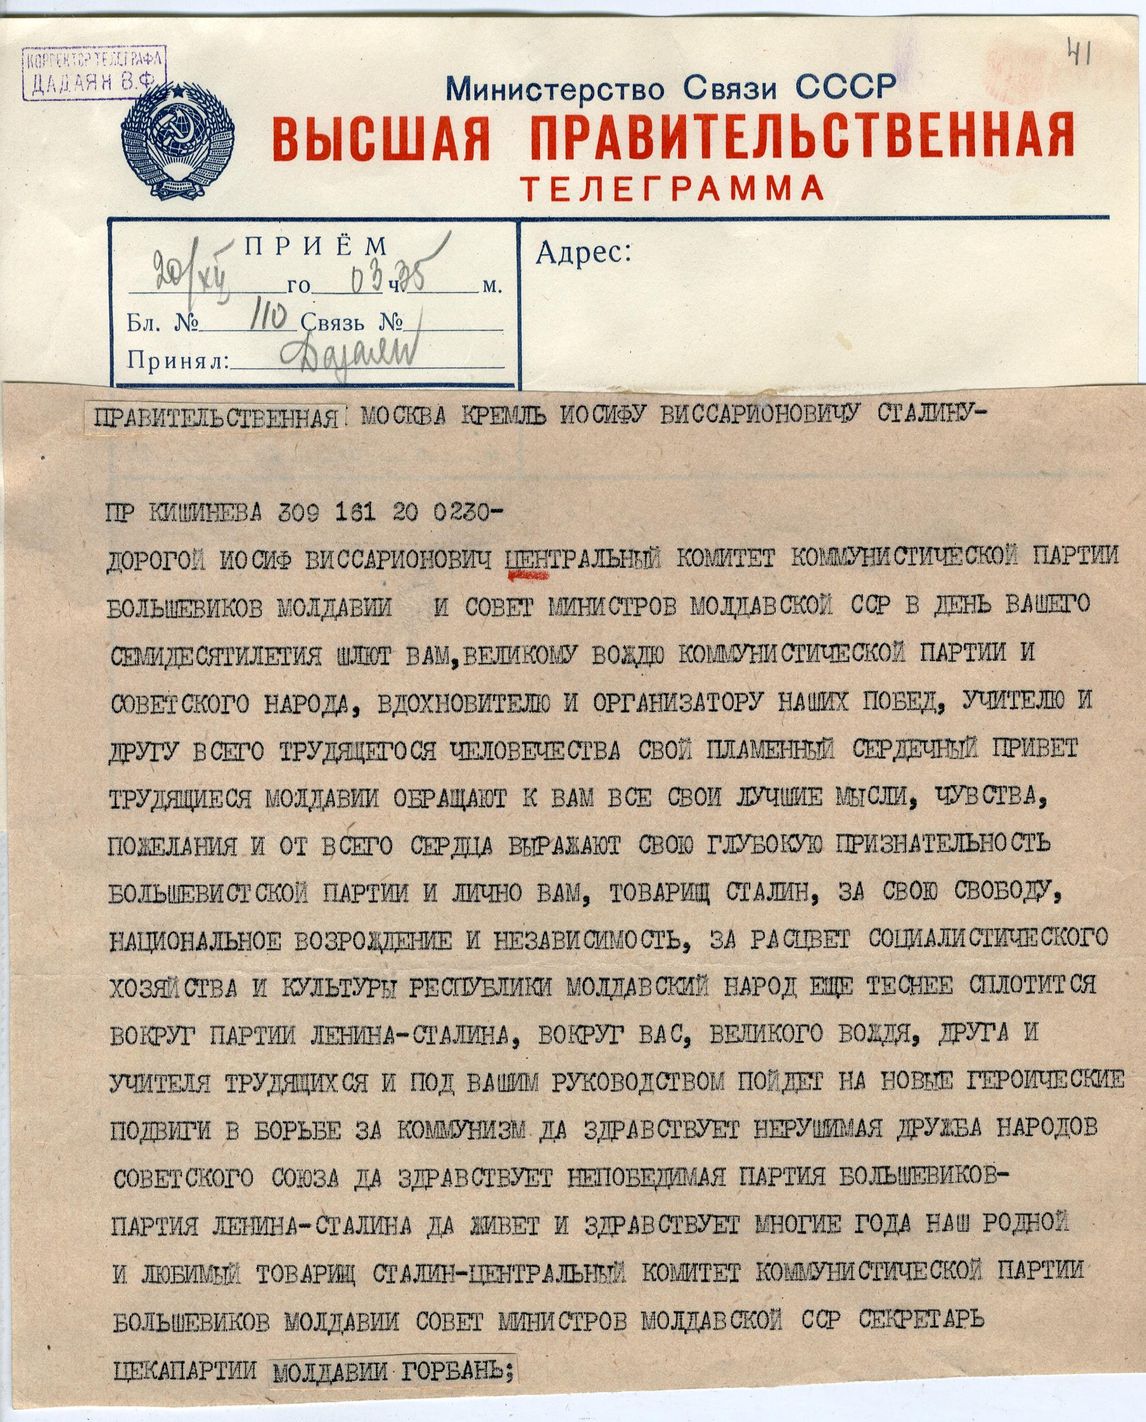 41
КОРРЕКТОР ТЕЛЕГРАФА
ДАДАЯН В.Ф.
Министерство Связи СССР
ВЫСШАЯ ПРАВИТЕЛЬСТВЕННАЯ
ТЕЛЕГРАММА
ПРИЁМ
20/XII го 03 ч 35 м.
Бл. № 110 Связь №
Принял:
Адрес:
ПРАВИТЕЛЬСТВЕННАЯ: МОСКВА КРЕМЛЬ ИОСИФУ ВИССАРИОНОВИЧУ СТАЛИНУ-
ПР КИШИНЕВА 309 161 20 0230-
ДОРОГОЙ ИОСИФ ВИССАРИОНОВИЧ ЦЕНТРАЛЬНЫЙ КОМИТЕТ КОММУНИСТИЧЕСКОЙ ПАРТИИ
БОЛЬШЕВИКОВ МОЛДАВИИ И СОВЕТ МИНИСТРОВ МОЛДАВСКОЙ ССР В ДЕНЬ ВАШЕГО
СЕМИДЕСЯТИЛЕТИЯ ШЛЮТ ВАМ,ВЕЛИКОМУ ВОЖДЮ КОММУНИСТИЧЕСКОЙ ПАРТИИ И
СОВЕТСКОГО НАРОДА, ВДОХНОВИТЕЛЮ И ОРГАНИЗАТОРУ НАШИХ ПОБЕД, УЧИТЕЛЮ И
ДРУГУ ВСЕГО ТРУДЯЩЕГОСЯ ЧЕЛОВЕЧЕСТВА СВОЙ ПЛАМЕННЫЙ СЕРДЕЧНЫЙ ПРИВЕТ
ТРУДЯЩИЕСЯ МОЛДАВИИ ОБРАЩАЮТ К ВАМ ВСЕ СВОИ ЛУЧШИЕ МЫСЛИ, ЧУВСТВА,
ПОЖЕЛАНИЯ И ОТ ВСЕГО СЕРДЦА ВЫРАЖАЮТ СВОЮ ГЛУБОКУЮ ПРИЗНАТЕЛЬНОСТЬ
БОЛЬШЕВИСТСКОЙ ПАРТИИ И ЛИЧНО ВАМ, ТОВАРИЩ СТАЛИН, ЗА СВОЮ СВОБОДУ,
НАЦИОНАЛЬНОЕ ВОЗРОЖДЕНИЕ И НЕЗАВИСИМОСТЬ, ЗА РАСЦВЕТ СОЦИАЛИСТИЧЕСКОГО
ХОЗЯЙСТВА И КУЛЬТУРЫ РЕСПУБЛИКИ МОЛДАВСКИЙ НАРОД ЕЩЕ ТЕСНЕЕ СПЛОТИТСЯ
ВОКРУГ ПАРТИИ ЛЕНИНА-СТАЛИНА, ВОКРУГ ВАС, ВЕЛИКОГО ВОЖДЯ, ДРУГА И
УЧИТЕЛЯ ТРУДЯЩИХСЯ И ПОД ВАШИМ РУКОВОДСТВОМ ПОЙДЕТ НА НОВЫЕ ГЕРОИЧЕСКИЕ
ПОДВИГИ В БОРЬБЕ ЗА КОММУНИЗМ ДА ЗДРАВСТВУЕТ НЕРУШИМАЯ ДРУЖБА НАРОДОВ
СОВЕТСКОГО СОЮЗА ДА ЗДРАВСТВУЕТ НЕПОБЕДИМАЯ ПАРТИЯ БОЛЬШЕВИКОВ-
ПАРТИЯ ЛЕНИНА-СТАЛИНА ДА ЖИВЕТ И ЗДРАВСТВУЕТ МНОГИЕ ГОДА НАШ РОДНОЙ
И ЛЮБИМЫЙ ТОВАРИЩ СТАЛИН-ЦЕНТРАЛЬНЫЙ КОМИТЕТ КОММУНИСТИЧЕСКОЙ ПАРТИИ
БОЛЬШЕВИКОВ МОЛДАВИИ СОВЕТ МИНИСТРОВ МОЛДАВСКОЙ ССР СЕКРЕТАРЬ
ЦЕКАПАРТИИ МОЛДАВИИ ГОРБАНЬ;